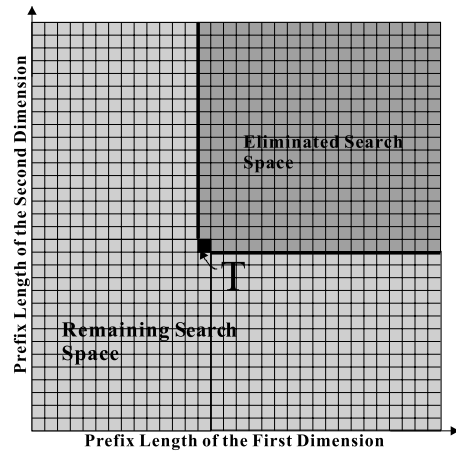 Prefix Length of the Second Dimension
Eliminated Search
Space
T
Remaining Search
Space
Prefix Length of the First Dimension